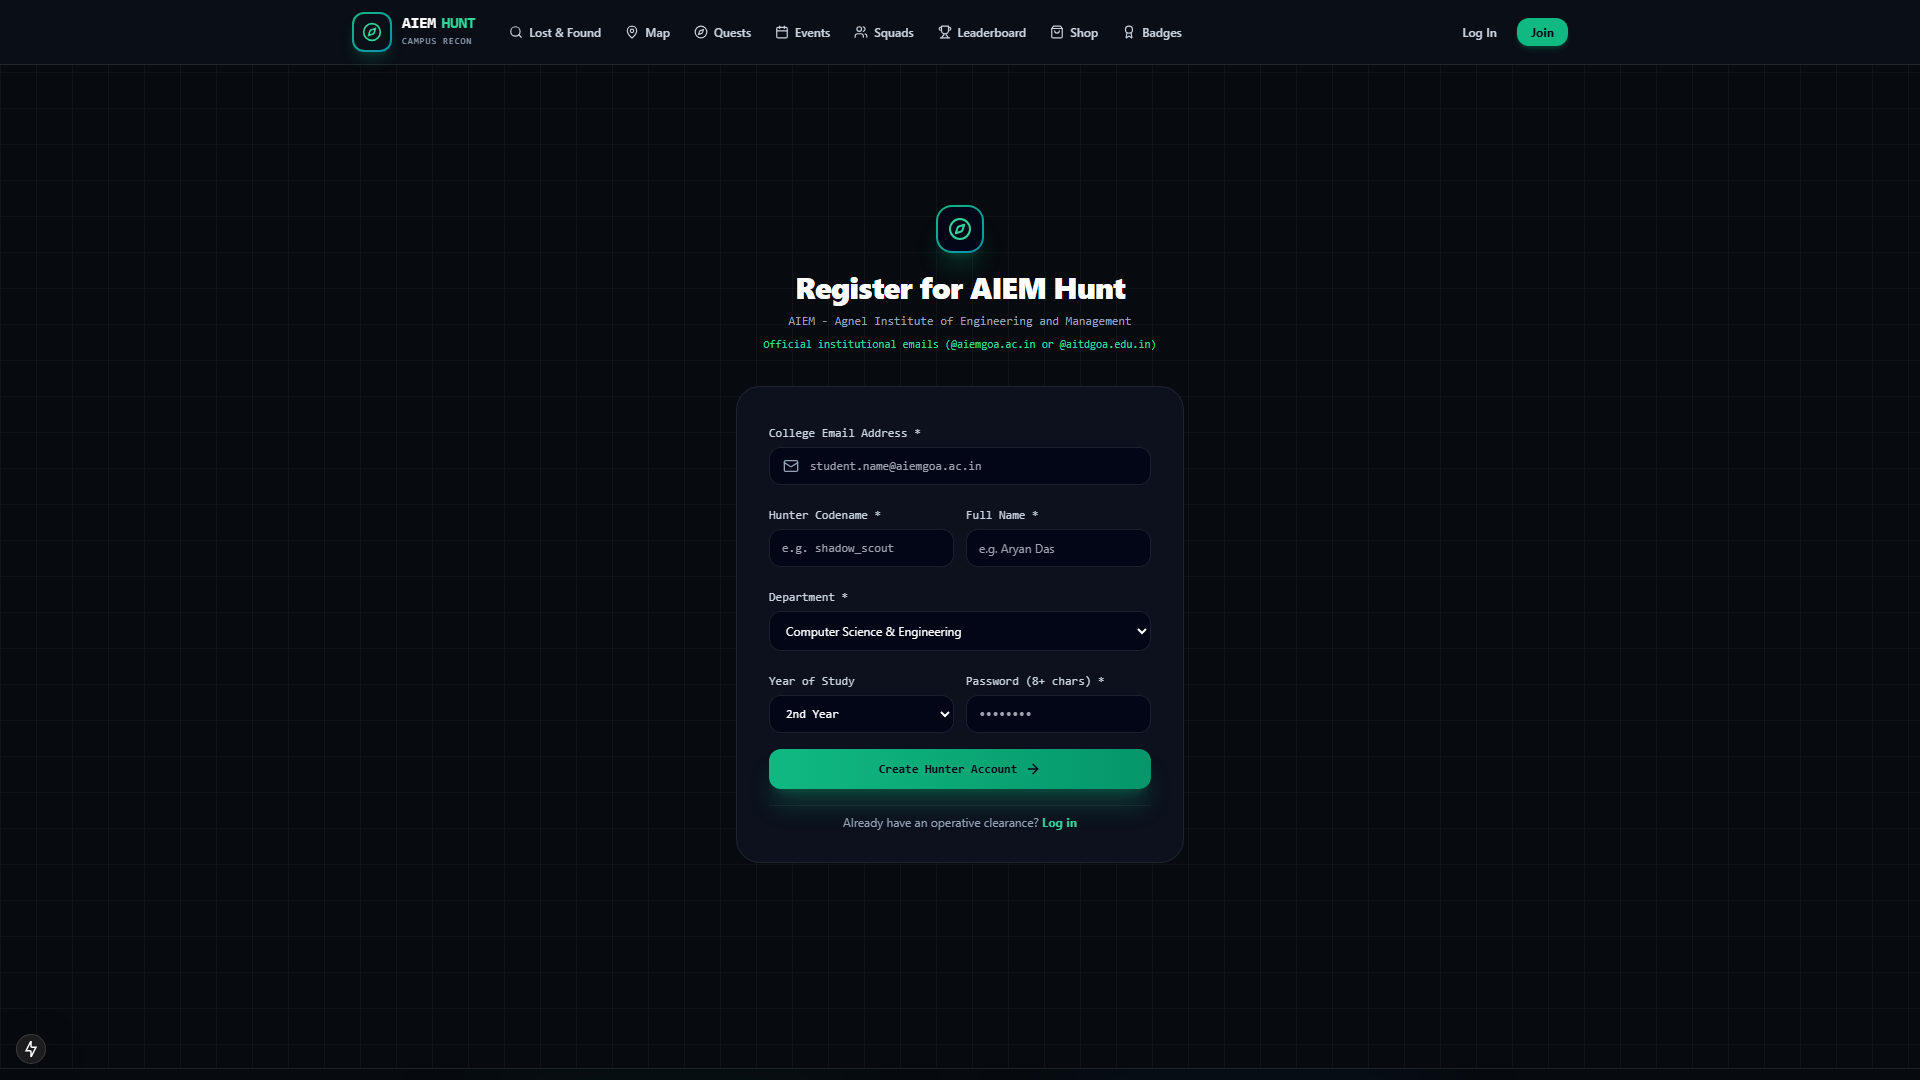 AIEM HUNT
CAMPUS RECON
Lost & Found
Map
Quests
Events
Squads
Leaderboard
Shop
Badges
Log In
Join
Register for AIEM Hunt
AIEM - Agnel Institute of Engineering and Management
Official institutional emails (@aiemgoa.ac.in or @aitdgoa.edu.in)
College Email Address *
student.name@aiemgoa.ac.in
Hunter Codename *
Full Name *
e.g. shadow_scout
e.g. Aryan Das
Department *
Computer Science & Engineering
Year of Study
Password (8+ chars) *
2nd Year
••••••••
Create Hunter Account →
Already have an operative clearance? Log in